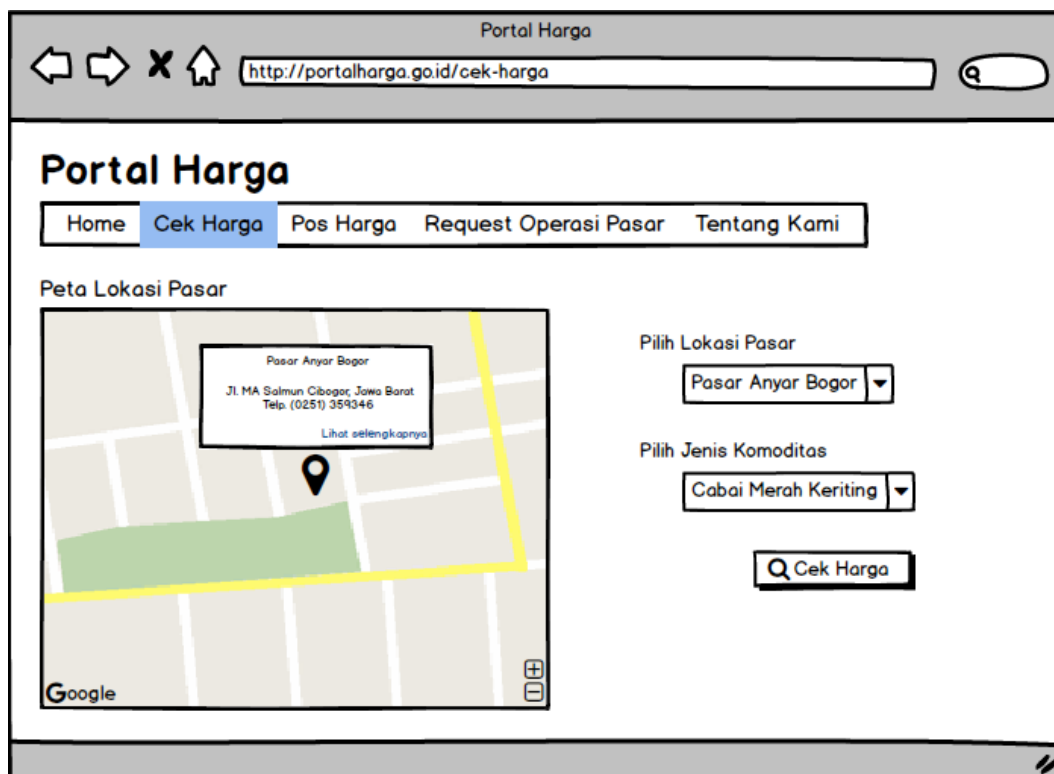 Portal Harga
http://portalharga.go.id/cek-harga
Portal Harga
Home Cek Harga Pos Harga Request Operasi Pasar Tentang Kami
Peta Lokasi Pasar
Pasar Anyar Bogor
Jl. MA Salmun Cibogor, Jawa Barat
Telp. (0251) 359346
Lihat selengkapnya
Google
Pilih Lokasi Pasar
Pasar Anyar Bogor
Pilih Jenis Komoditas
Cabai Merah Keriting
Cek Harga